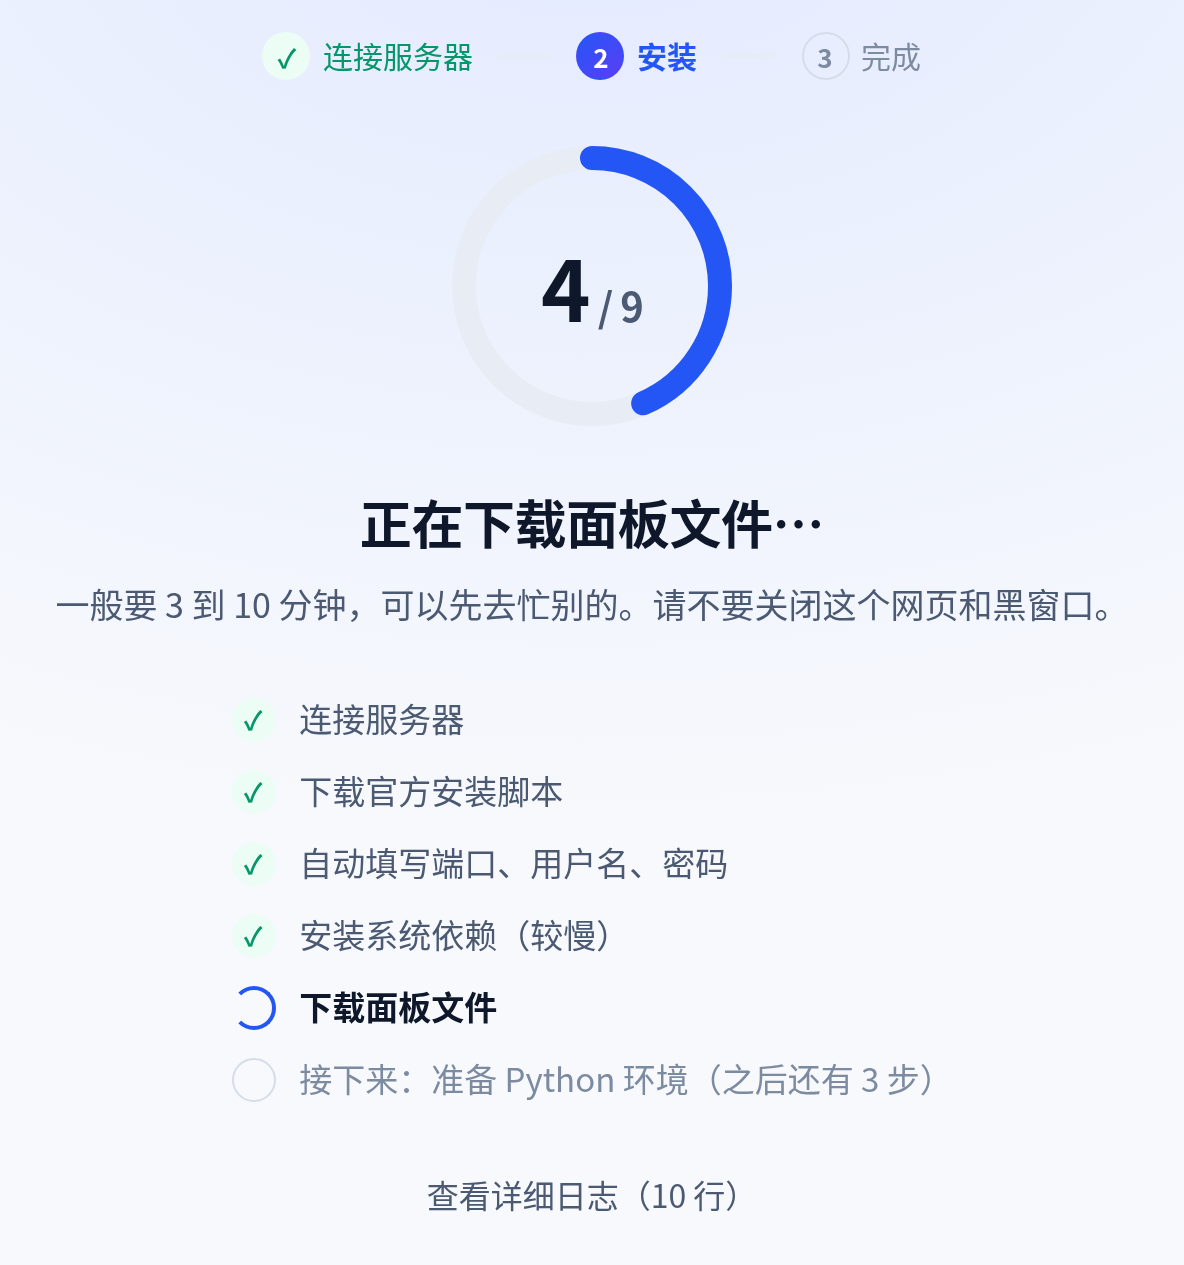 ✓ 连接服务器 2 安装 3 完成
4 / 9
正在下载面板文件…
一般要 3 到 10 分钟，可以先去忙别的。请不要关闭这个网页和黑窗口。
✓ 连接服务器
✓ 下载官方安装脚本
✓ 自动填写端口、用户名、密码
✓ 安装系统依赖（较慢）
下载面板文件
接下来：准备 Python 环境（之后还有 3 步）
查看详细日志（10 行）